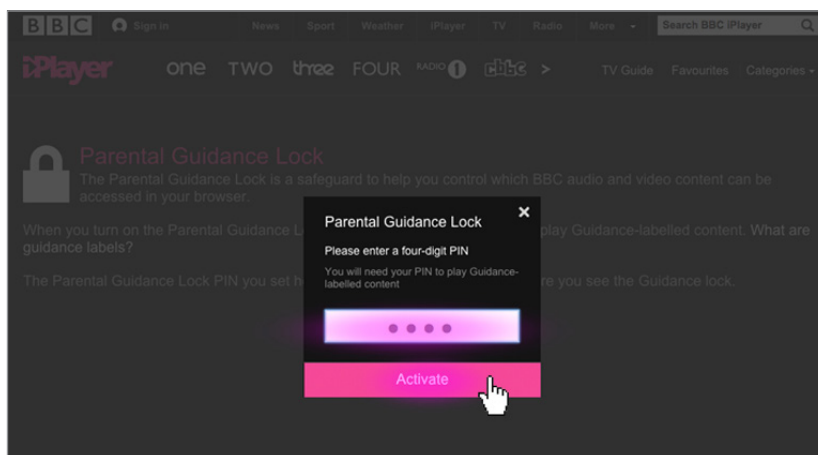 BBC Sign in News Sport Weather iPlayer TV Radio More Search BBC iPlayer
iPlayer one TWO three FOUR RADIO 1 cbbc > TV Guide Favourites Categories
Parental Guidance Lock
The Parental Guidance Lock is a safeguard to help you control which BBC audio and video content can be
accessed in your browser.
When you turn on the Parental Guidance L play Guidance-labelled content. What are
guidance labels?
The Parental Guidance Lock PIN you set h re you see the Guidance lock.
Parental Guidance Lock
Please enter a four-digit PIN
You will need your PIN to play Guidance-
labelled content
Activate